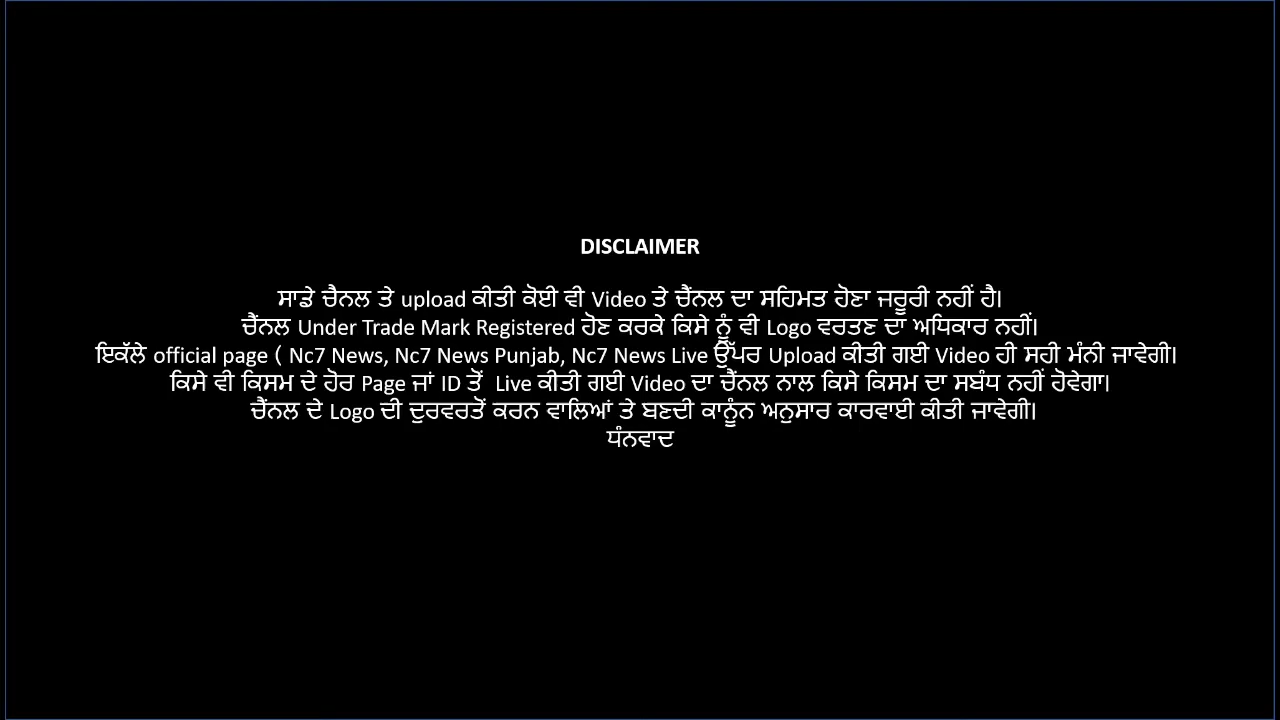 DISCLAIMER
ਸਾਡੇ ਚੈਨਲ ਤੇ upload ਕੀਤੀ ਕੋਈ ਵੀ Video ਤੇ ਚੈੱਨਲ ਦਾ ਸਹਿਮਤ ਹੋਣਾ ਜਰੂਰੀ ਨਹੀਂ ਹੈ।
ਚੈੱਨਲ Under Trade Mark Registered ਹੋਣ ਕਰਕੇ ਕਿਸੇ ਨੂੰ ਵੀ Logo ਵਰਤਣ ਦਾ ਅਧਿਕਾਰ ਨਹੀਂ।
ਇਕੱਲੇ official page ( Nc7 News, Nc7 News Punjab, Nc7 News Live ਉੱਪਰ Upload ਕੀਤੀ ਗਈ Video ਹੀ ਸਹੀ ਮੰਨੀ ਜਾਵੇਗੀ।
ਕਿਸੇ ਵੀ ਕਿਸਮ ਦੇ ਹੋਰ Page ਜਾਂ ID ਤੋਂ Live ਕੀਤੀ ਗਈ Video ਦਾ ਚੈੱਨਲ ਨਾਲ ਕਿਸੇ ਕਿਸਮ ਦਾ ਸਬੰਧ ਨਹੀਂ ਹੋਵੇਗਾ।
ਚੈੱਨਲ ਦੇ Logo ਦੀ ਦੁਰਵਰਤੋਂ ਕਰਨ ਵਾਲਿਆਂ ਤੇ ਬਣਦੀ ਕਾਨੂੰਨ ਅਨੁਸਾਰ ਕਾਰਵਾਈ ਕੀਤੀ ਜਾਵੇਗੀ।
ਧੰਨਵਾਦ